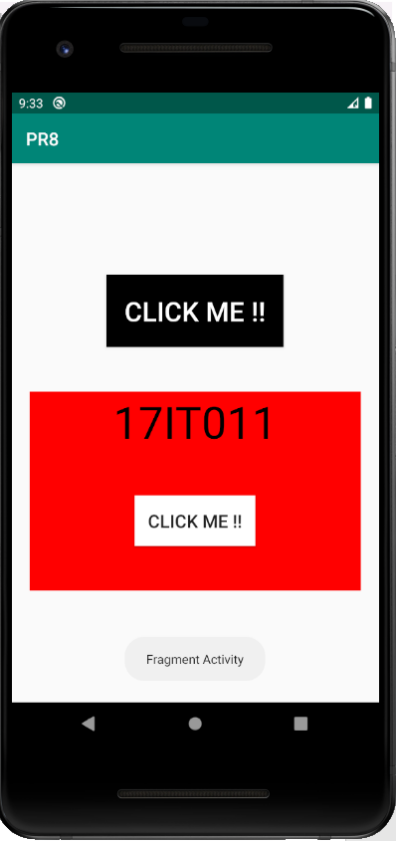 9:33
PR8
CLICK ME !!
17IT011
CLICK ME !!
Fragment Activity